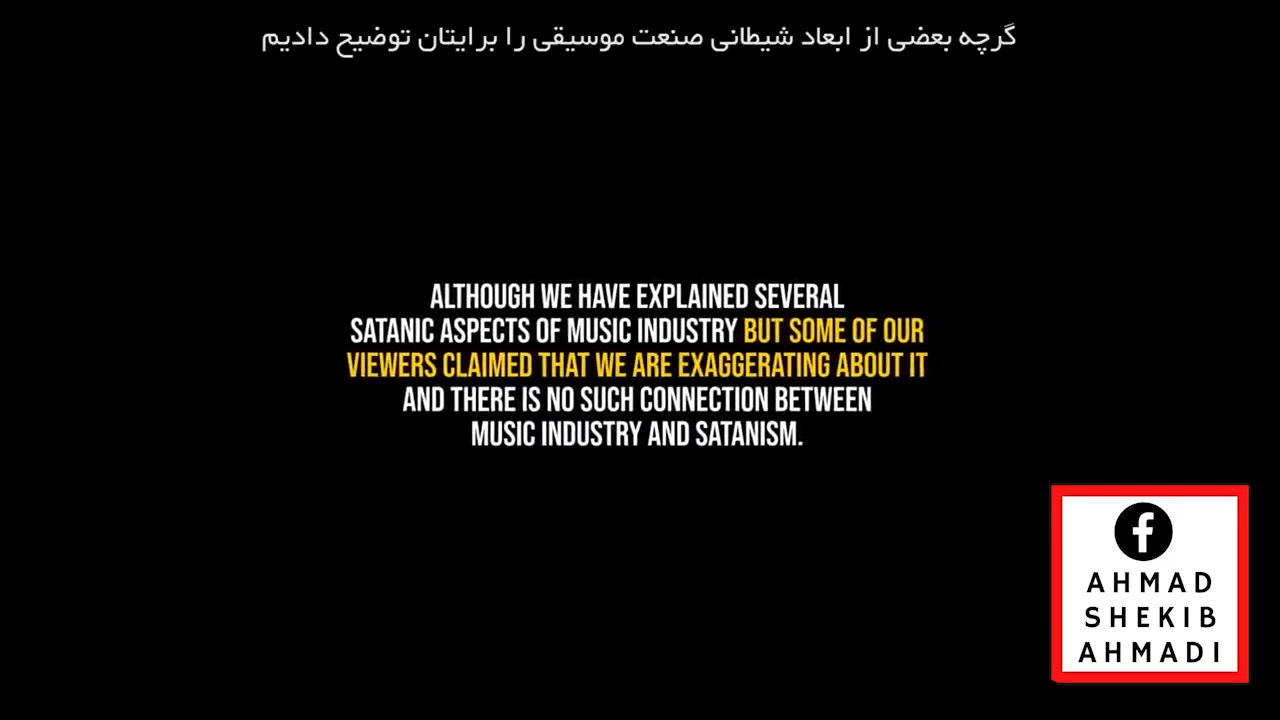 گرچه بعضی از ابعاد شیطانی صنعت موسیقی را برایتان توضیح دادیم
ALTHOUGH WE HAVE EXPLAINED SEVERAL
SATANIC ASPECTS OF MUSIC INDUSTRY BUT SOME OF OUR
VIEWERS CLAIMED THAT WE ARE EXAGGERATING ABOUT IT
AND THERE IS NO SUCH CONNECTION BETWEEN
MUSIC INDUSTRY AND SATANISM.
f
AHMAD
SHEKIB
AHMADI